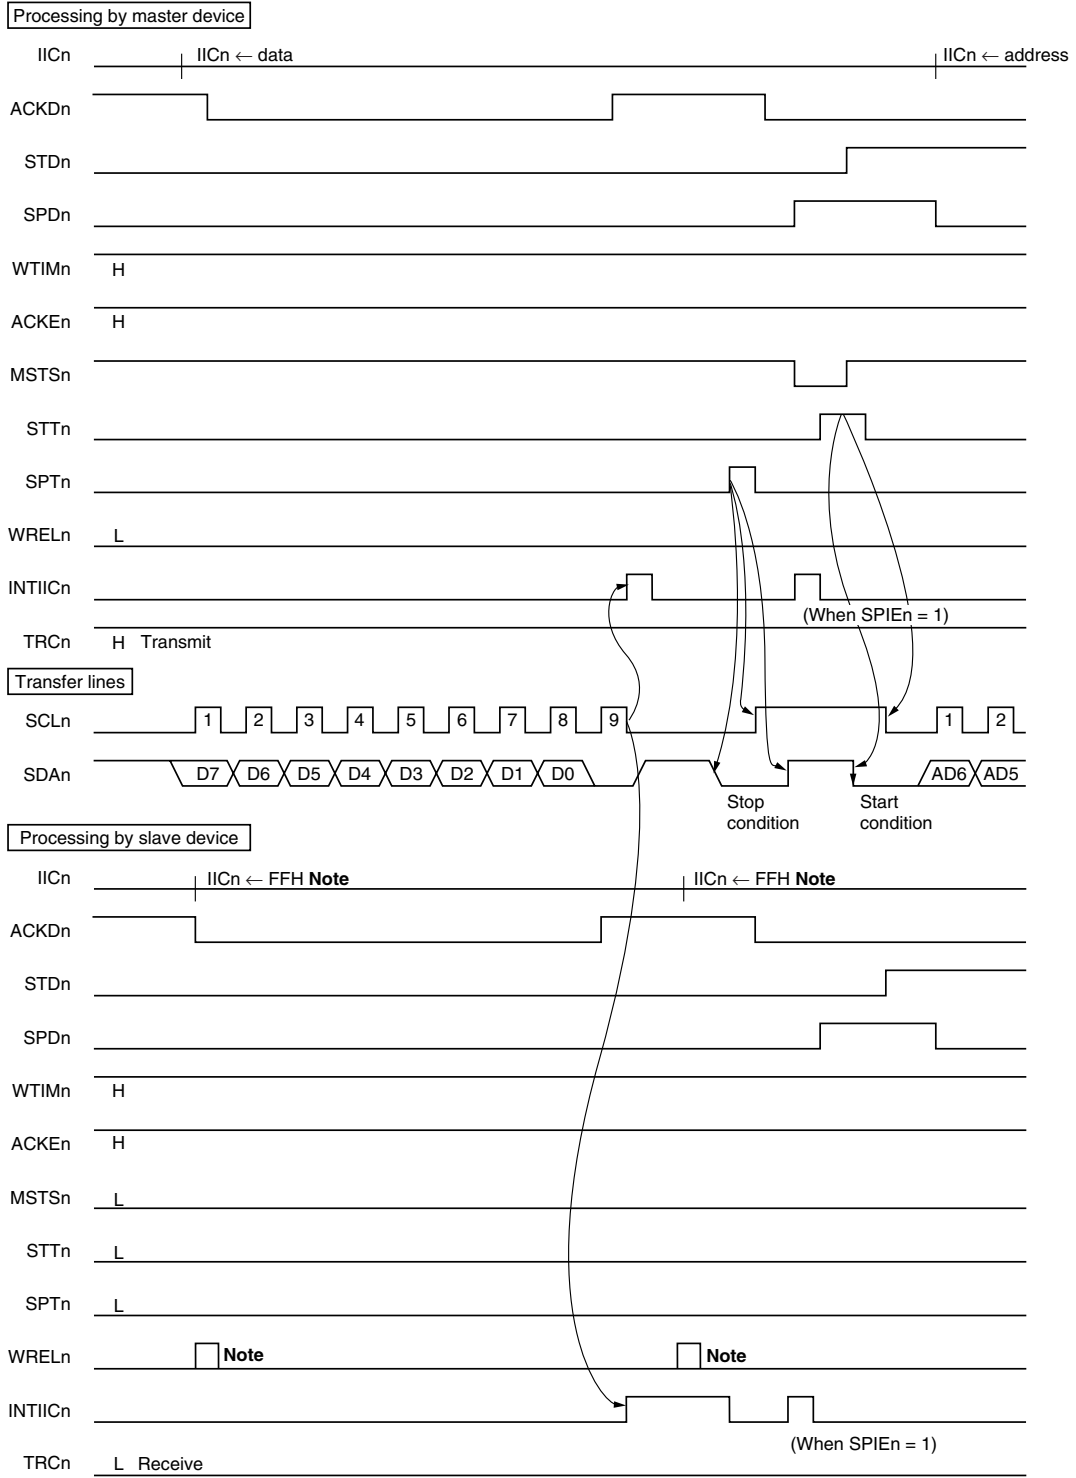 Processing by master device
IICn IICn ← data IICn ← address
ACKDn
STDn
SPDn
WTIMn H
ACKEn H
MSTSn
STTn
SPTn
WRELn L
INTIICn
(When SPIEn = 1)
TRCn H Transmit
Transfer lines
SCLn 1 2 3 4 5 6 7 8 9 1 2
SDAn D7 D6 D5 D4 D3 D2 D1 D0 AD6 AD5
Stop condition
Start condition
Processing by slave device
IICn IICn ← FFH Note IICn ← FFH Note
ACKDn
STDn
SPDn
WTIMn H
ACKEn H
MSTSn L
STTn L
SPTn L
WRELn Note Note
INTIICn
(When SPIEn = 1)
TRCn L Receive